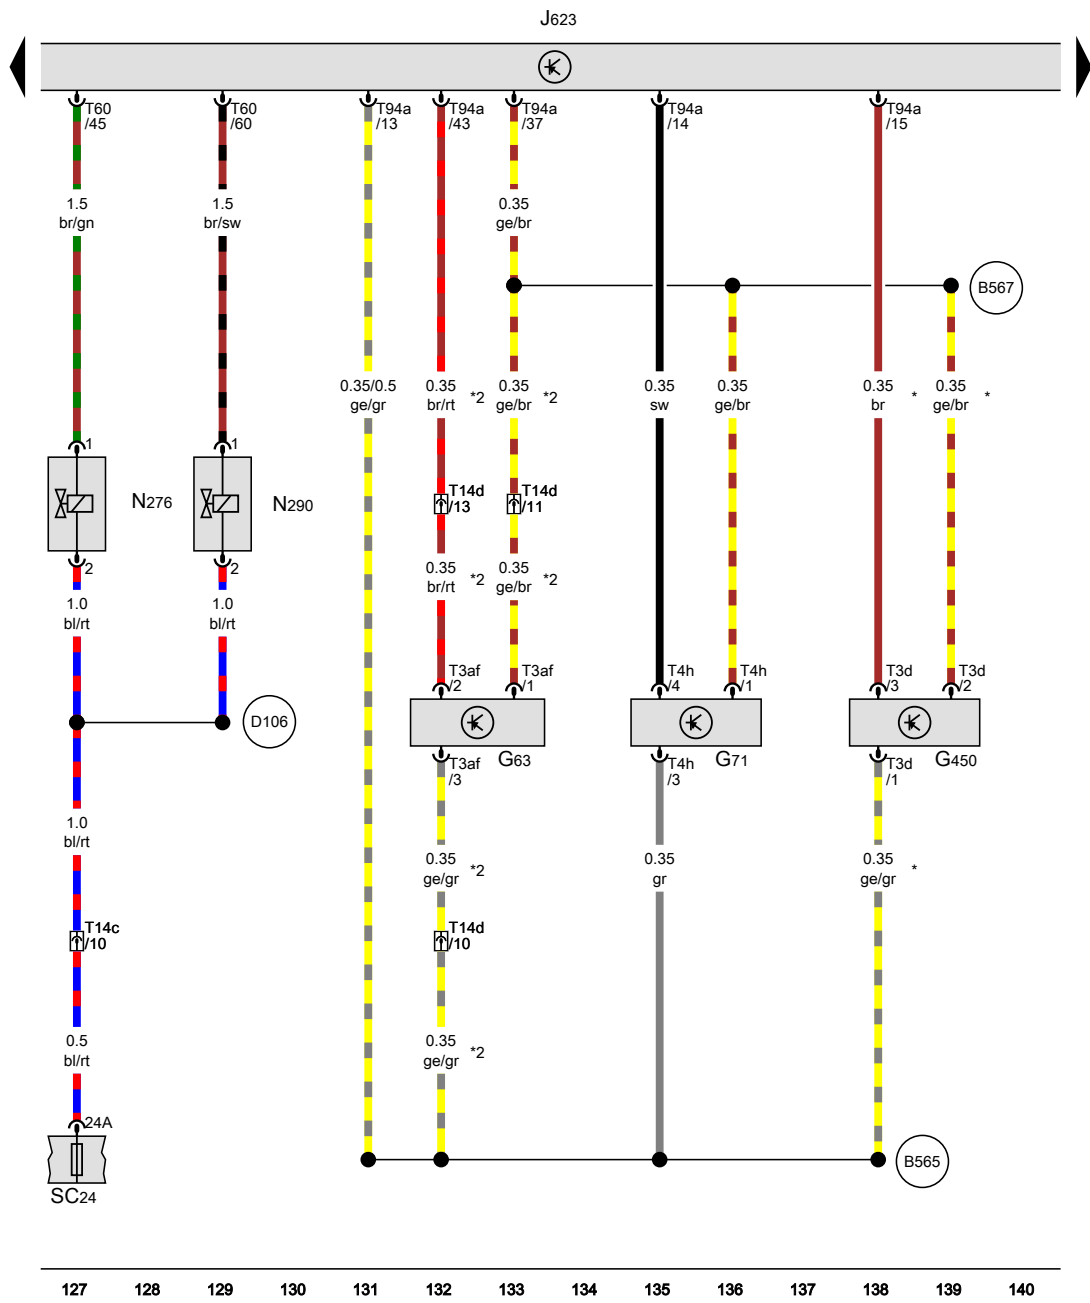 J623
T60 T60 T94a T94a T94a T94a T94a
/45 /60 /13 /43 /37 /14 /15
1.5 1.5 0.35
br/gn br/sw ge/br
B567
0.35/0.5 0.35 0.35 0.35 0.35 0.35 0.35
ge/gr br/rt *2 ge/br *2 sw ge/br br * ge/br *
1 1
N276 N290
T14d T14d
/13 /11
2 2
0.35 0.35
br/rt *2 ge/br *2
1.0 1.0
bl/rt bl/rt
T3af T3af T4h T4h T3d T3d
/2 /1 /4 /1 /3 /2
D106
G63 G71 G450
T3af T4h T3d
/3 /3 /1
1.0
bl/rt
0.35 0.35 0.35
ge/gr *2 gr ge/gr *
T14c T14d
/10 /10
0.5 0.35
bl/rt ge/gr *2
24A
B565
SC24
127 128 129 130 131 132 133 134 135 136 137 138 139 140